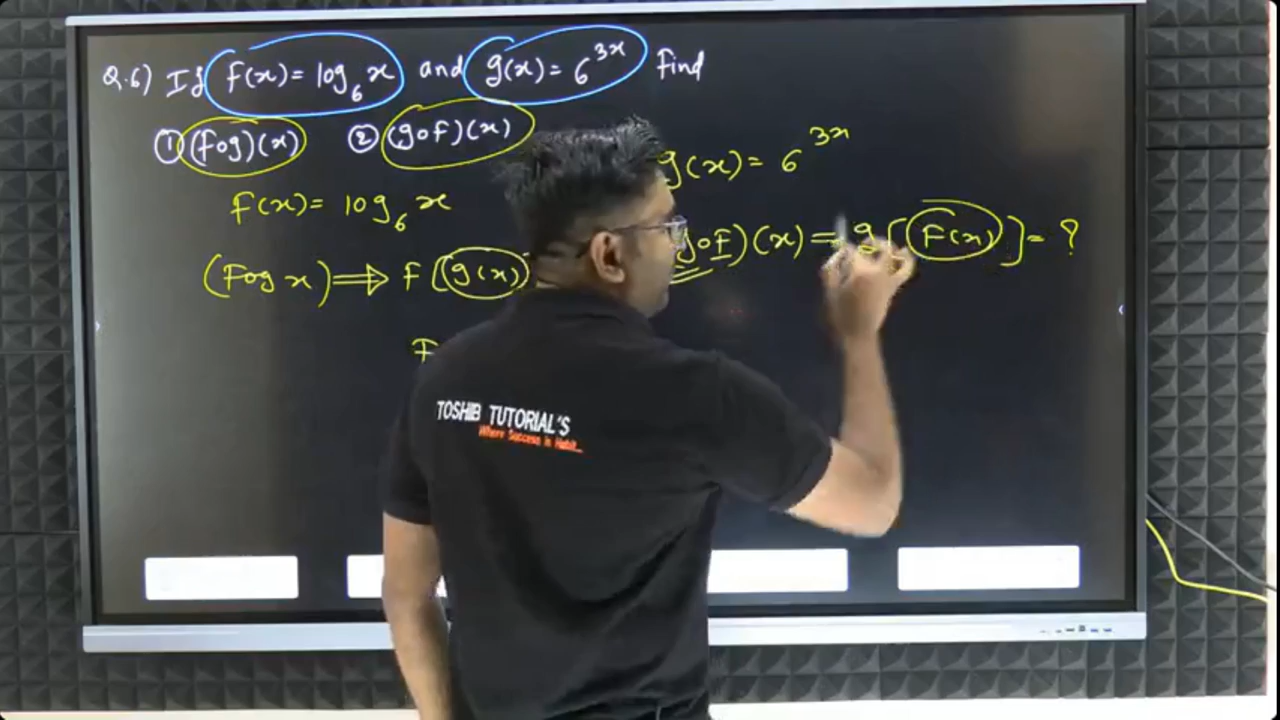 Q.6) If f(x) = log₆ x and g(x) = 6^3x find
① (fog)(x) ② (gof)(x)
f(x) = log₆ x
(fog x) ⇒ f [g(x)
F
g(x) = 6^3x
gof)(x) = g [f(x)] = ?
TOSHIB TUTORIAL'S
Where Success is Habit...